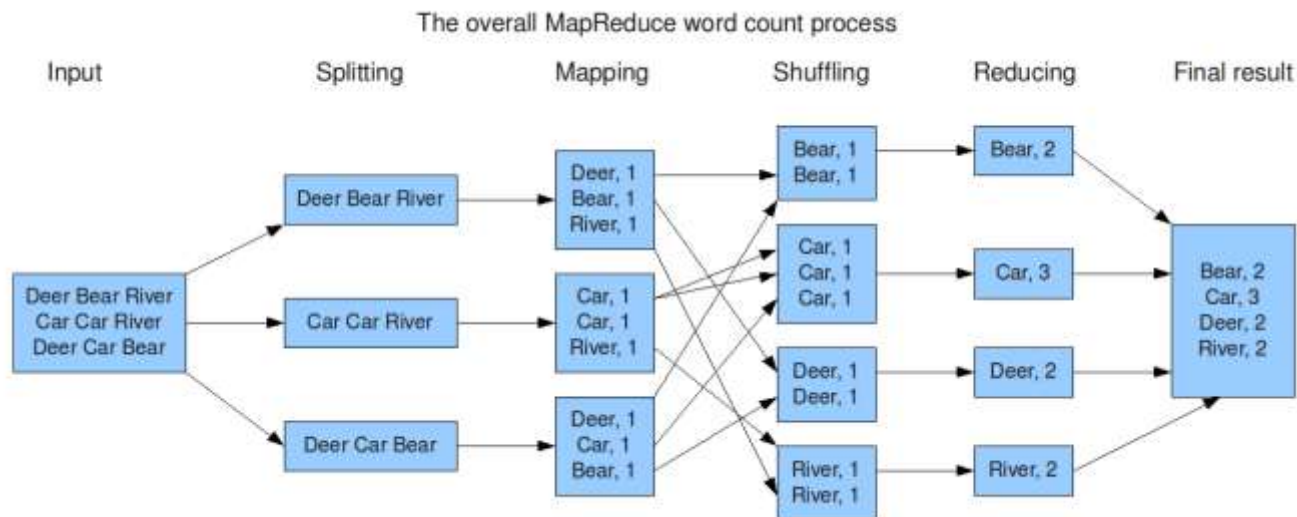 The overall MapReduce word count process
Input
Splitting
Mapping
Shuffling
Reducing
Final result
Deer Bear River
Car Car River
Deer Car Bear
Deer Bear River
Car Car River
Deer Car Bear
Deer, 1
Bear, 1
River, 1
Car, 1
Car, 1
River, 1
Deer, 1
Car, 1
Bear, 1
Bear, 1
Bear, 1
Car, 1
Car, 1
Car, 1
Deer, 1
Deer, 1
River, 1
River, 1
Bear, 2
Car, 3
Deer, 2
River, 2
Bear, 2
Car, 3
Deer, 2
River, 2